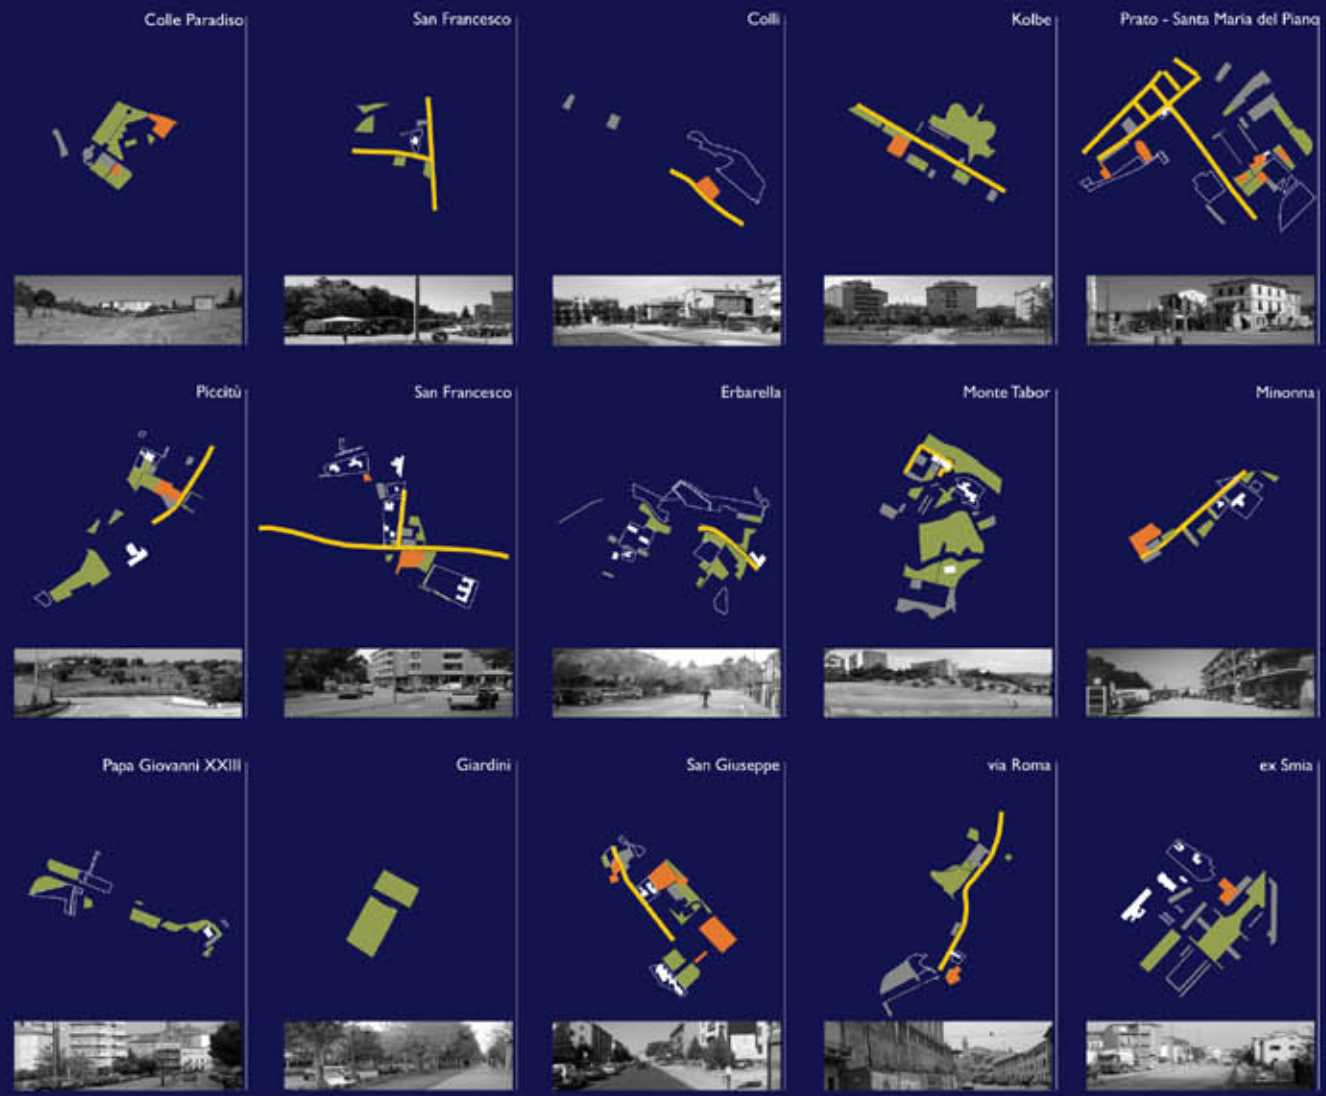 Colle Paradiso
San Francesco
Colli
Kolbe
Prato - Santa Maria del Piano
Piccitù
San Francesco
Erbarella
Monte Tabor
Minonna
Papa Giovanni XXIII
Giardini
San Giuseppe
via Roma
ex Smia